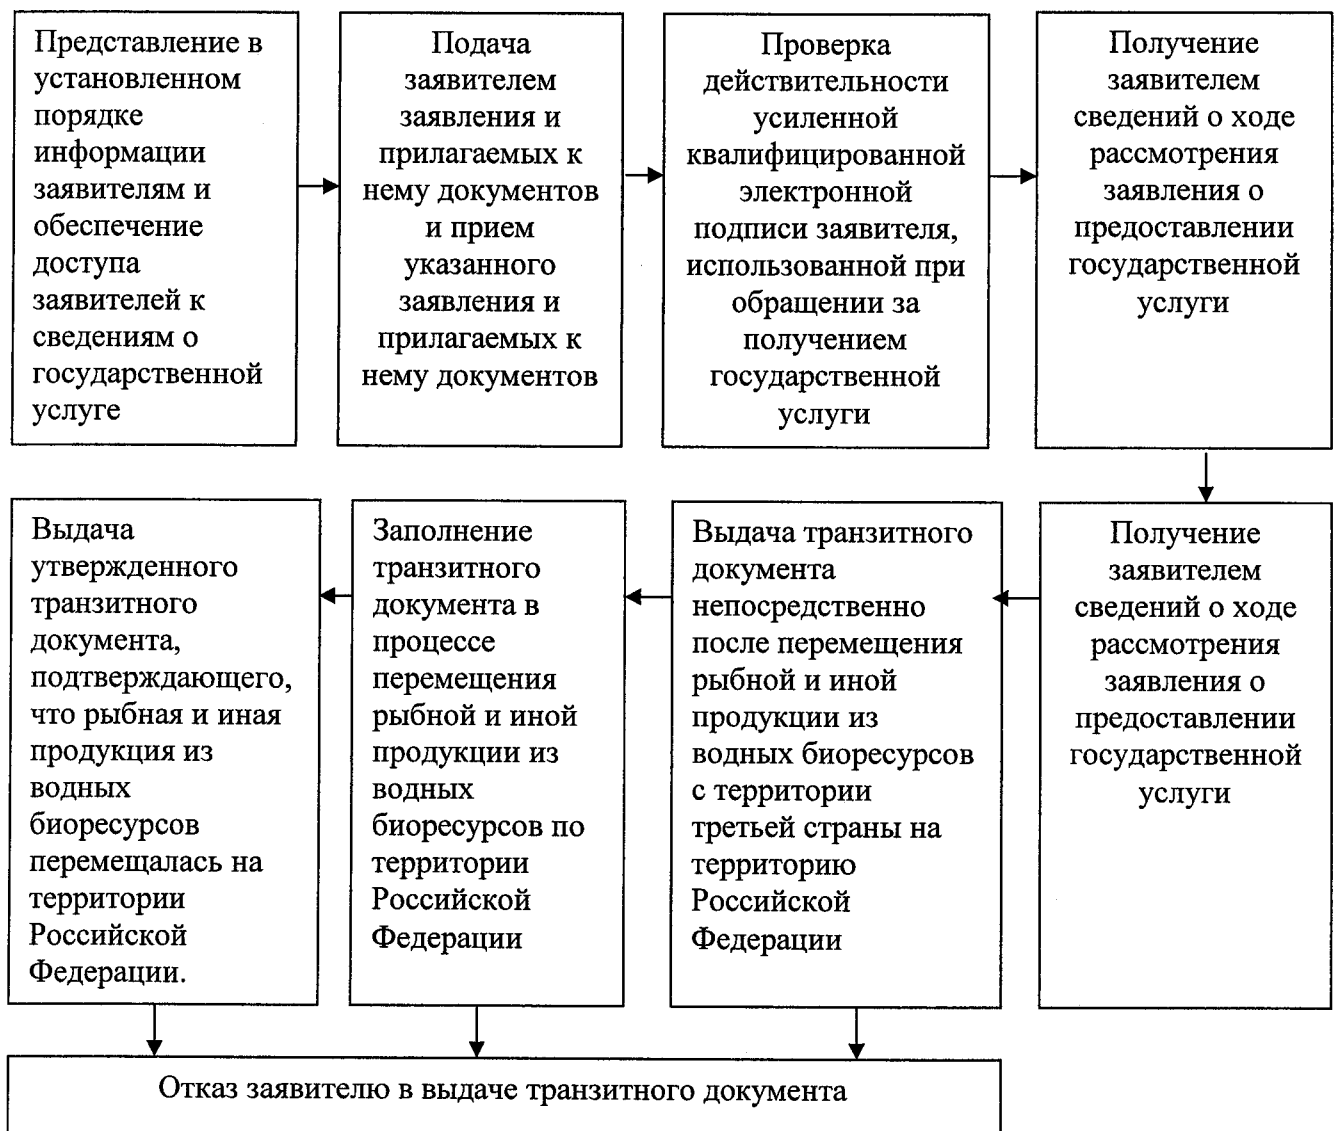 Представление в
установленном
порядке
информации
заявителям и
обеспечение
доступа
заявителей к
сведениям о
государственной
услуге
Подача
заявителем
заявления и
прилагаемых к
нему документов
и прием
указанного
заявления и
прилагаемых к
нему документов
Проверка
действительности
усиленной
квалифицированной
электронной
подписи заявителя,
использованной при
обращении за
получением
государственной
услуги
Получение
заявителем
сведений о ходе
рассмотрения
заявления о
предоставлении
государственной
услуги
Получение
заявителем
сведений о ходе
рассмотрения
заявления о
предоставлении
государственной
услуги
Выдача транзитного
документа
непосредственно
после перемещения
рыбной и иной
продукции из
водных биоресурсов
с территории
третьей страны на
территорию
Российской
Федерации
Заполнение
транзитного
документа в
процессе
перемещения
рыбной и иной
продукции из
водных
биоресурсов по
территории
Российской
Федерации
Выдача
утвержденного
транзитного
документа,
подтверждающего,
что рыбная и иная
продукция из
водных
биоресурсов
перемещалась на
территории
Российской
Федерации.
Отказ заявителю в выдаче транзитного документа